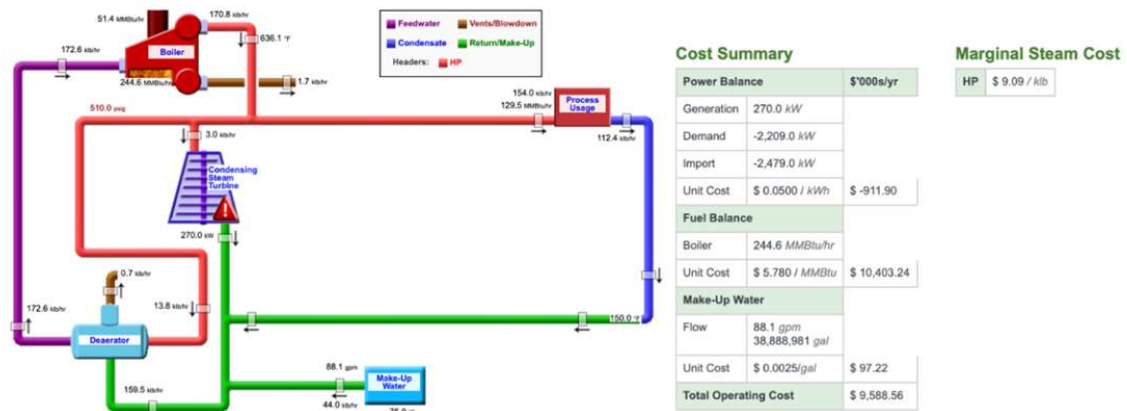 51.4 MMBtu/hr
170.8 klb/hr
636.1 °F
172.6 klb/hr
Boiler
244.6 MMBtu/hr
1.7 klb/hr
Feedwater
Vents/Blowdown
Condensate
Return/Make-Up
Headers: HP
510.0 psig
154.0 klb/hr
129.5 MMBtu/hr
Process Usage
112.4 klb/hr
3.0 klb/hr
Condensing
Steam
Turbine
270.0 kW
0.7 klb/hr
172.6 klb/hr
13.8 klb/hr
Deaerator
150.0 °F
159.5 klb/hr
88.1 gpm
44.0 klb/hr
Make-Up
Water
Cost Summary
Power Balance $'000s/yr
Generation 270.0 kW
Demand -2,209.0 kW
Import -2,479.0 kW
Unit Cost $ 0.0500 / kWh $ -911.90
Fuel Balance
Boiler 244.6 MMBtu/hr
Unit Cost $ 5.780 / MMBtu $ 10,403.24
Make-Up Water
Flow 88.1 gpm
38,888,981 gal
Unit Cost $ 0.0025/gal $ 97.22
Total Operating Cost $ 9,588.56
Marginal Steam Cost
HP $ 9.09 / klb